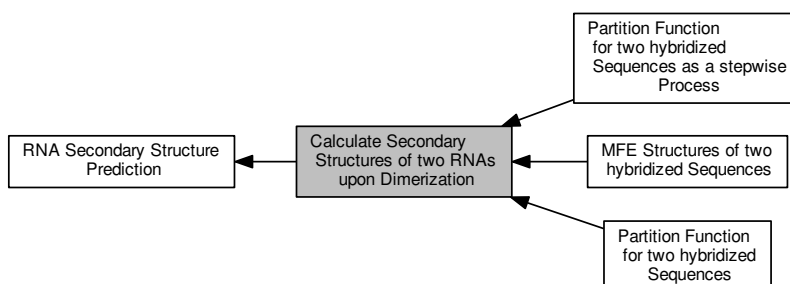 Partition Function
for two hybridized
Sequences as a stepwise
Process
RNA Secondary Structure
Prediction
Calculate Secondary
Structures of two RNAs
upon Dimerization
MFE Structures of two
hybridized Sequences
Partition Function
for two hybridized
Sequences